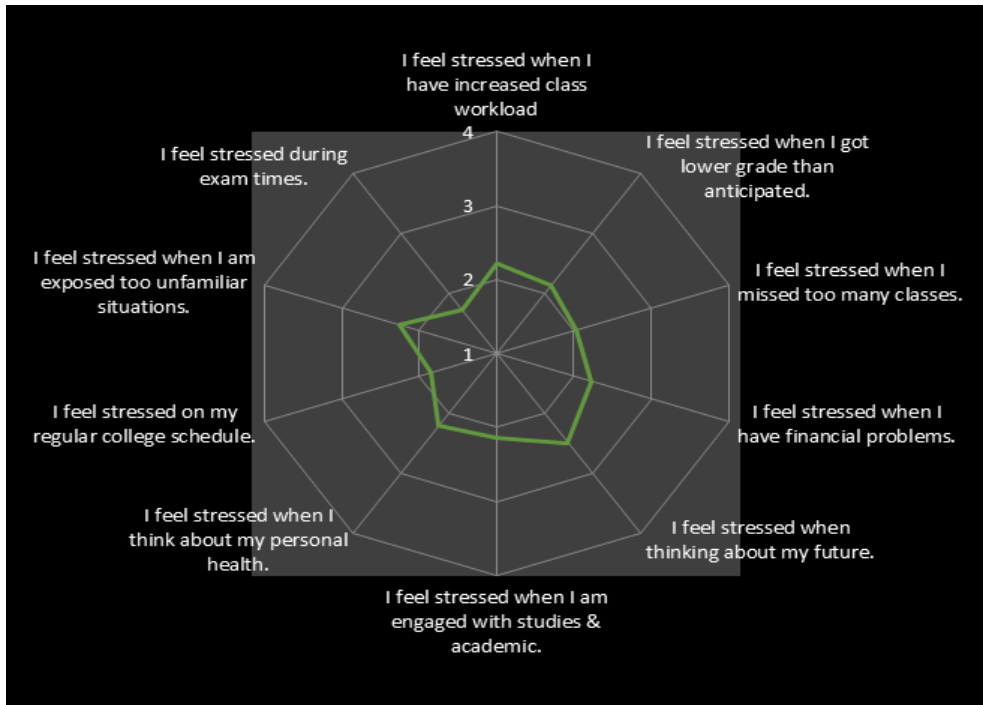 I feel stressed when I
have increased class
workload
I feel stressed when I got
lower grade than
anticipated.
I feel stressed when I
missed too many classes.
I feel stressed when I
have financial problems.
I feel stressed when
thinking about my future.
I feel stressed when I am
engaged with studies &
academic.
I feel stressed when I
think about my personal
health.
I feel stressed on my
regular college schedule.
I feel stressed when I am
exposed too unfamiliar
situations.
I feel stressed during
exam times.
4
3
2
1